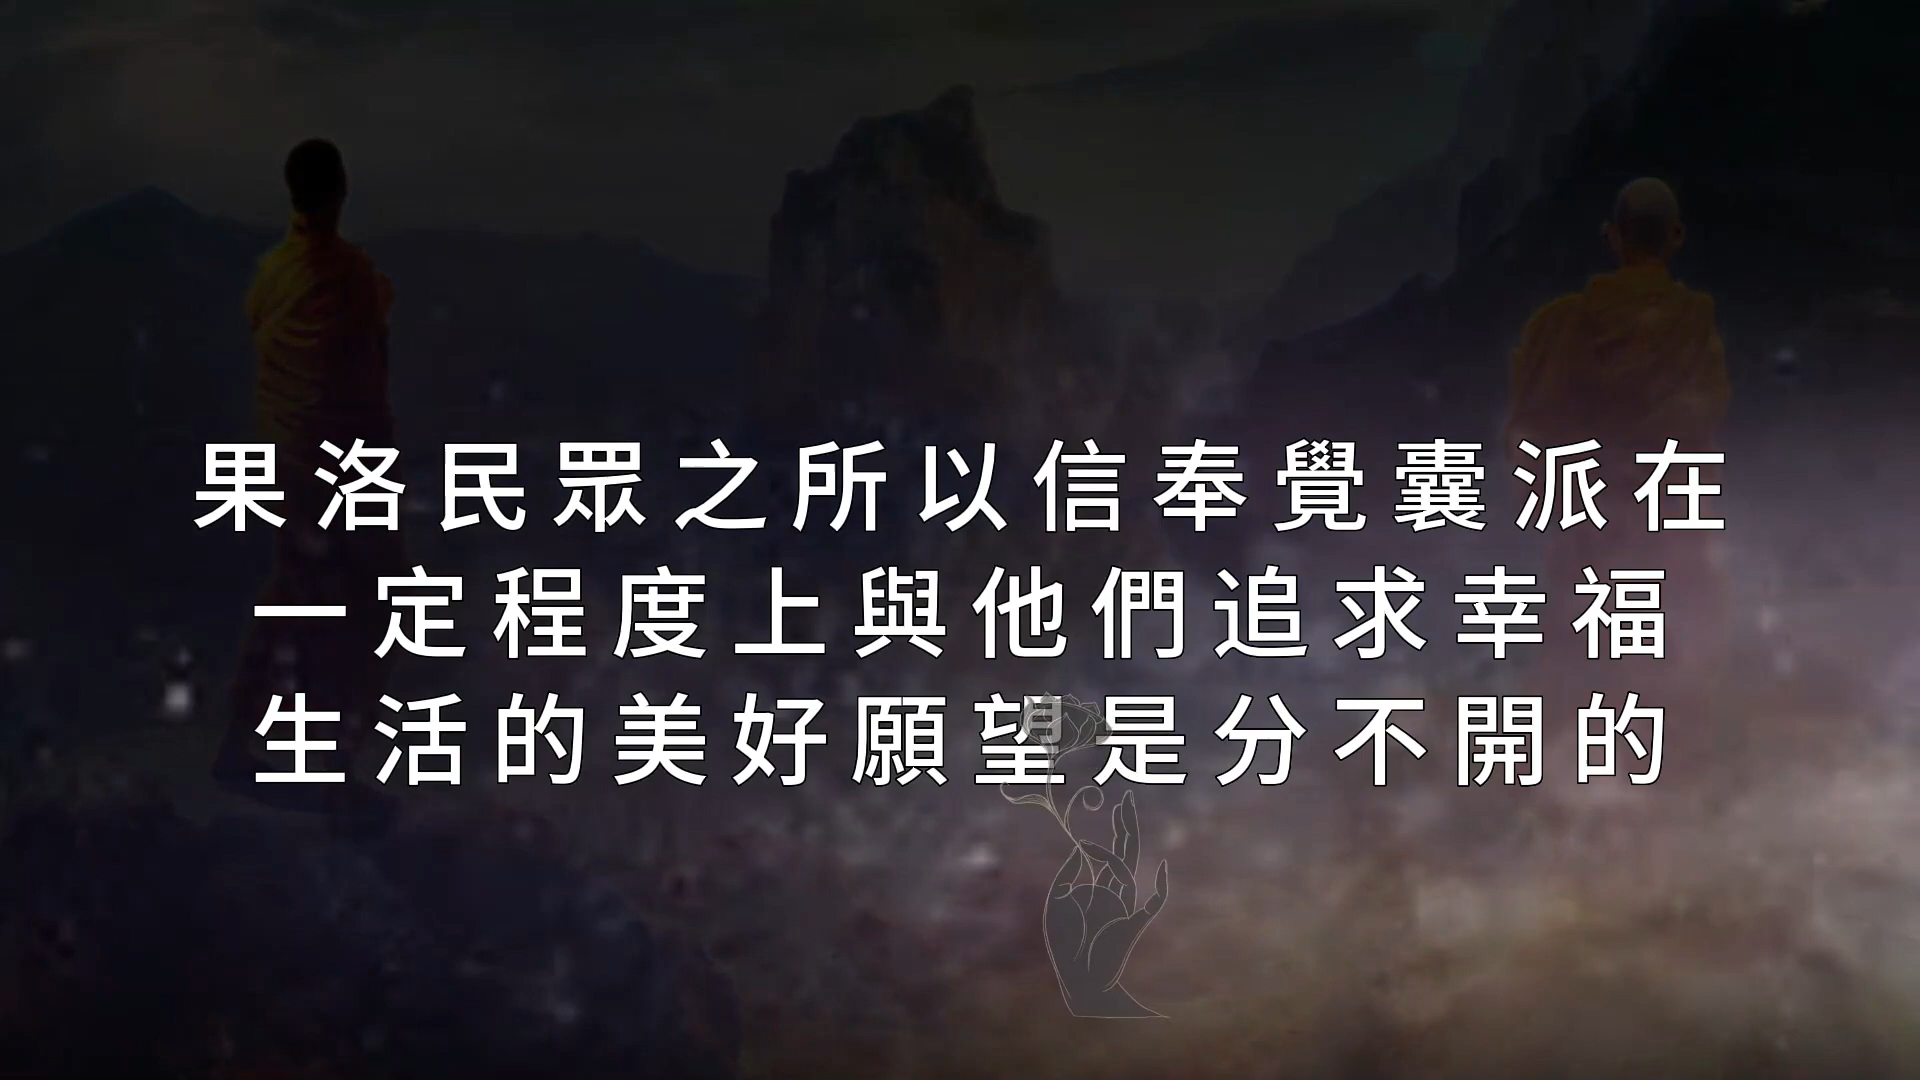 果洛民眾之所以信奉覺囊派在
一定程度上與他們追求幸福
生活的美好願望是分不開的